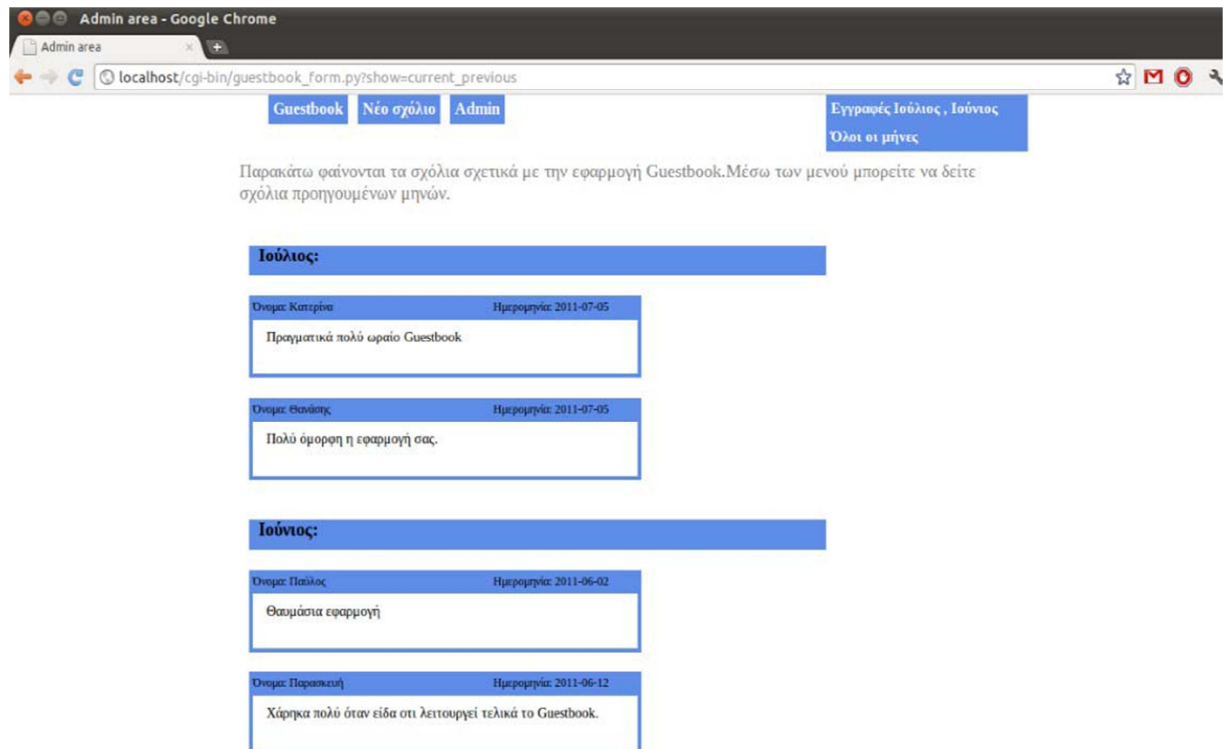 Admin area - Google Chrome
Admin area
localhost/cgi-bin/guestbook_form.py?show=current_previous
Guestbook Νέο σχόλιο Admin
Εγγραφές Ιούλιος , Ιούνιος
Όλοι οι μήνες
Παρακάτω φαίνονται τα σχόλια σχετικά με την εφαρμογή Guestbook.Μέσω των μενού μπορείτε να δείτε
σχόλια προηγουμένων μηνών.
Ιούλιος:
Όνομα: Κατερίνα Ημερομηνία: 2011-07-05
Πραγματικά πολύ ωραίο Guestbook
Όνομα: Θανάσης Ημερομηνία: 2011-07-05
Πολύ όμορφη η εφαρμογή σας.
Ιούνιος:
Όνομα: Παύλος Ημερομηνία: 2011-06-02
Θαυμάσια εφαρμογή
Όνομα: Παρασκευή Ημερομηνία: 2011-06-12
Χάρηκα πολύ όταν είδα οτι λειτουργεί τελικά το Guestbook.